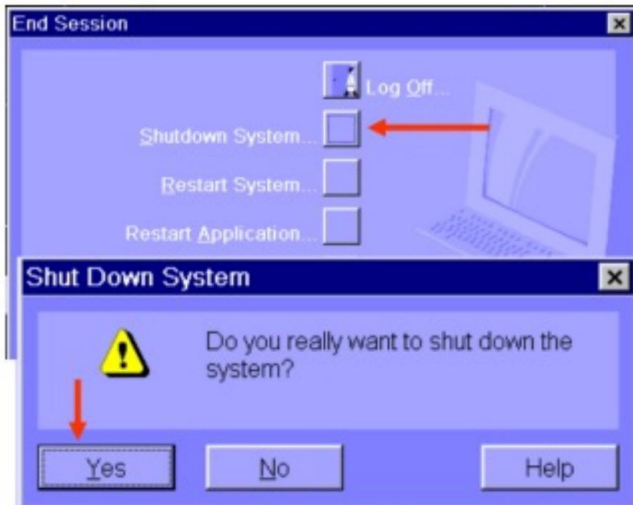 End Session
Log Off...
Shutdown System...
Restart System...
Restart Application...
Shut Down System
Do you really want to shut down the
system?
Yes
No
Help